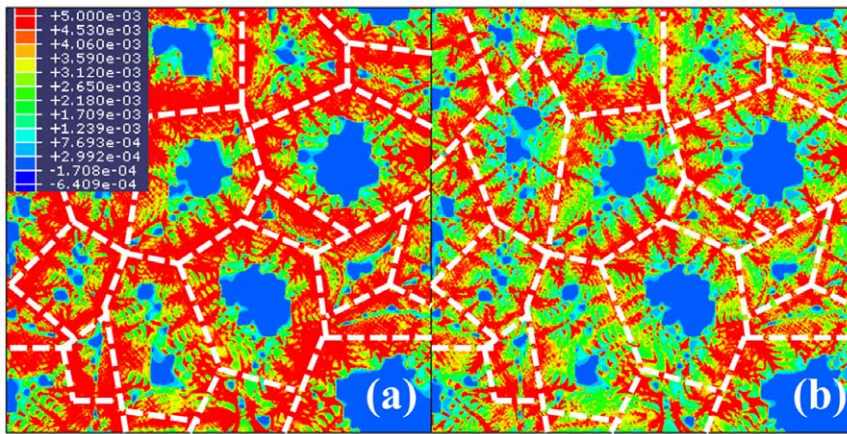 +5.000e-03
+4.530e-03
+4.060e-03
+3.590e-03
+3.120e-03
+2.650e-03
+2.180e-03
+1.709e-03
+1.239e-03
+7.693e-04
+2.992e-04
-1.708e-04
-6.409e-04
(a)
(b)